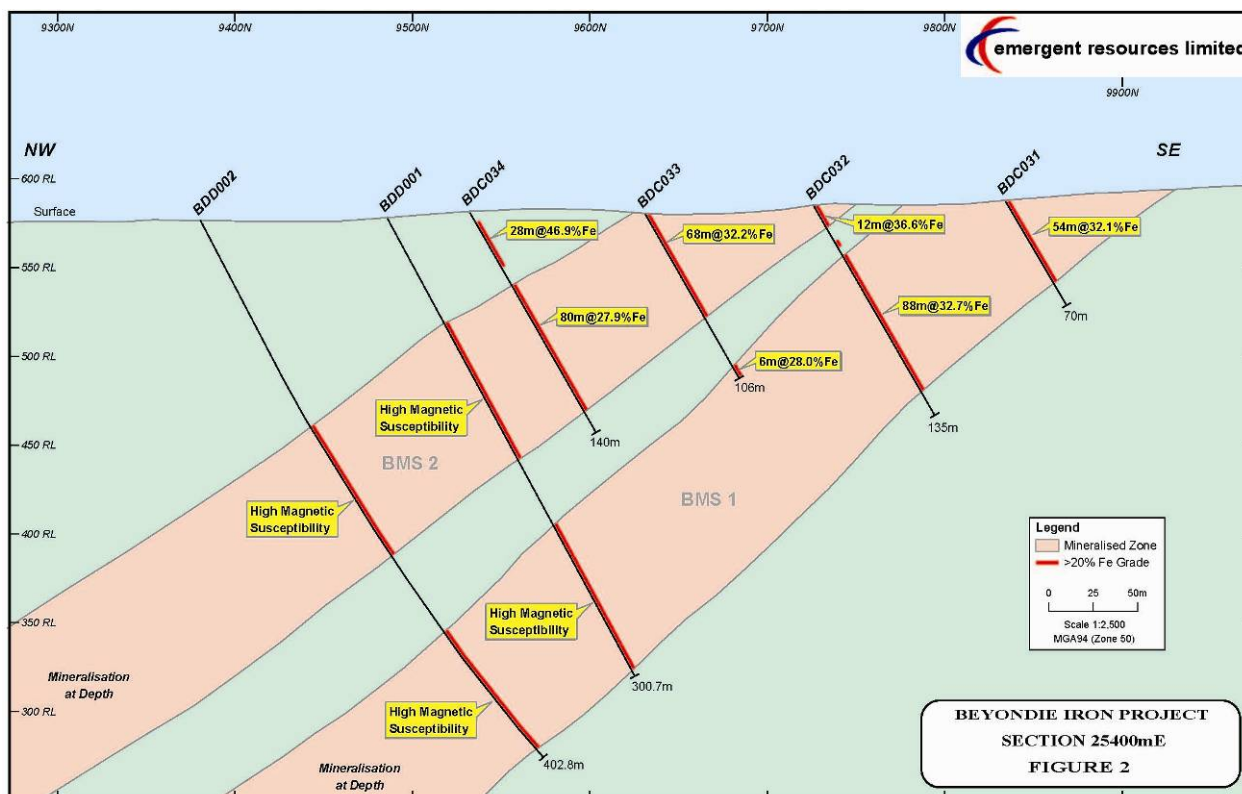 9300N
9400N
9500N
9600N
9700N
9800N
emergent resources limited
9900N
NW
SE
600 RL
BDD002
BDD001
BDC034
BDC033
BDC032
BDC031
Surface
28m@46.9%Fe
68m@32.2%Fe
12m@36.6%Fe
54m@32.1%Fe
550 RL
80m@27.9%Fe
88m@32.7%Fe
70m
500 RL
6m@28.0%Fe
106m
High Magnetic
Susceptibility
140m
135m
450 RL
BMS 2
BMS 1
High Magnetic
Susceptibility
400 RL
Legend
Mineralised Zone
>20% Fe Grade
0 25 50m
Scale 1:2,500
MGA94 (Zone 50)
350 RL
High Magnetic
Susceptibility
Mineralisation
at Depth
300.7m
300 RL
High Magnetic
Susceptibility
402.8m
Mineralisation
at Depth
BEYONDIE IRON PROJECT
SECTION 25400mE
FIGURE 2